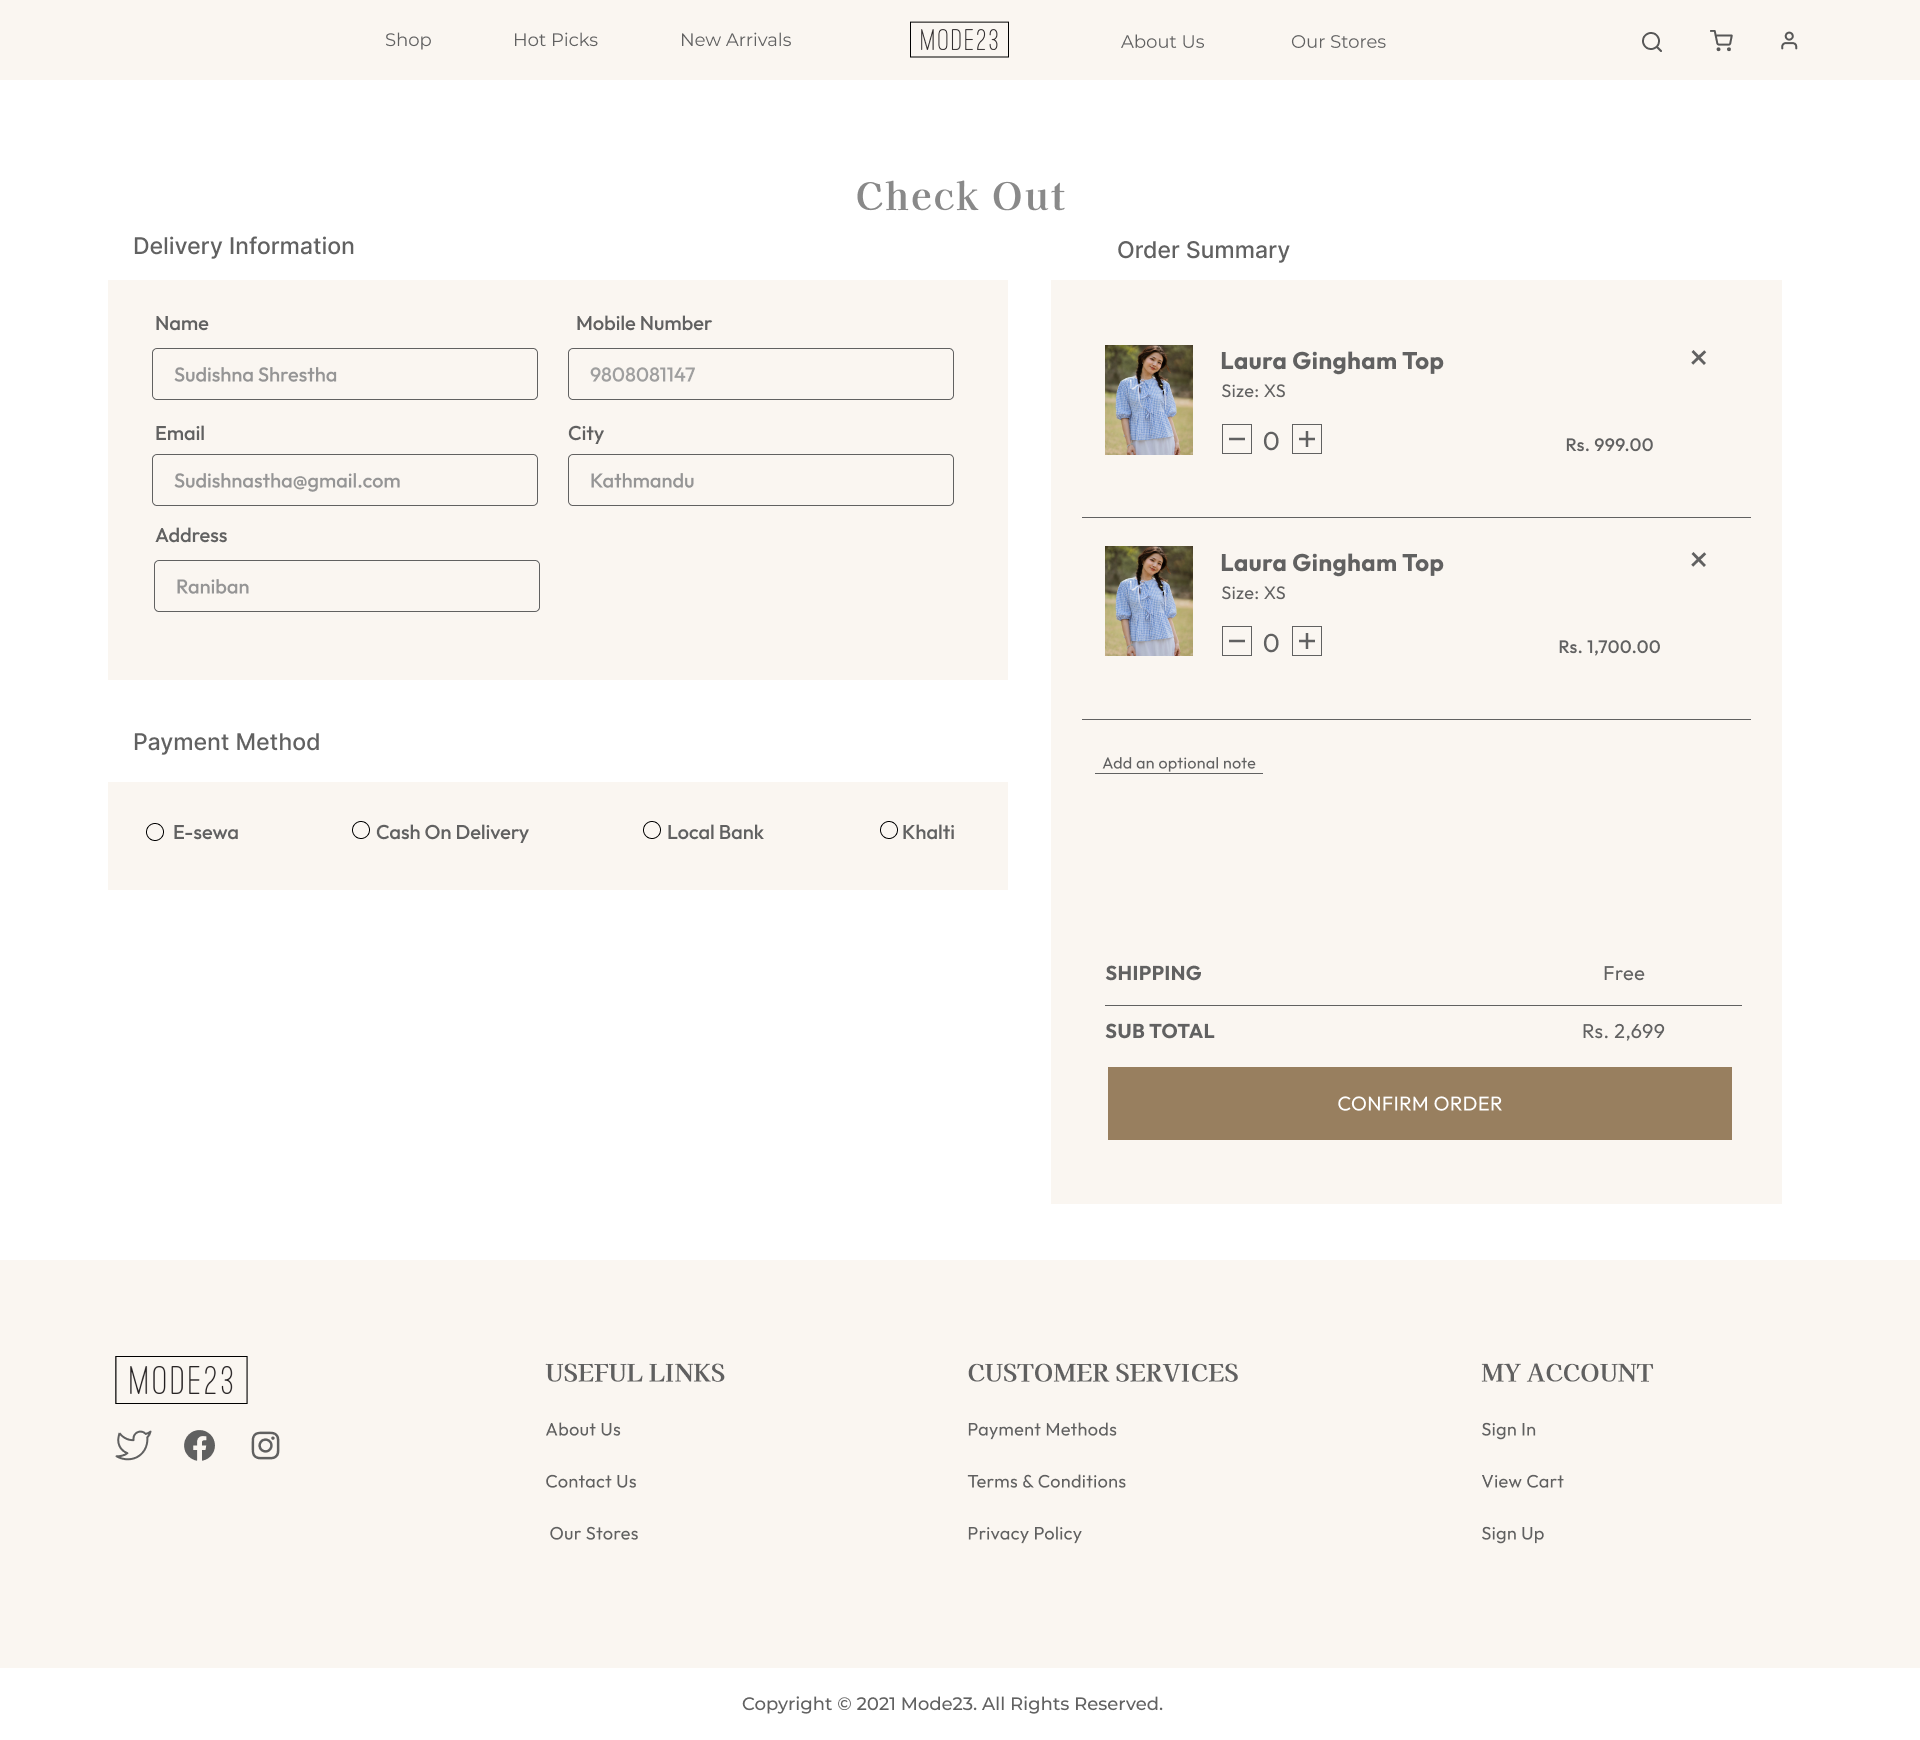 Shop
Hot Picks
New Arrivals
MODE23
About Us
Our Stores
Check Out
Delivery Information
Name
Mobile Number
Sudishna Shrestha
9808081147
Email
City
Sudishnastha@gmail.com
Kathmandu
Address
Raniban
Payment Method
E-sewa
Cash On Delivery
Local Bank
Khalti
Order Summary
Laura Gingham Top
Size: XS
0
Rs. 999.00
Laura Gingham Top
Size: XS
0
Rs. 1,700.00
Add an optional note
SHIPPING
Free
SUB TOTAL
Rs. 2,699
CONFIRM ORDER
MODE23
USEFUL LINKS
About Us
Contact Us
Our Stores
CUSTOMER SERVICES
Payment Methods
Terms & Conditions
Privacy Policy
MY ACCOUNT
Sign In
View Cart
Sign Up
Copyright © 2021 Mode23. All Rights Reserved.